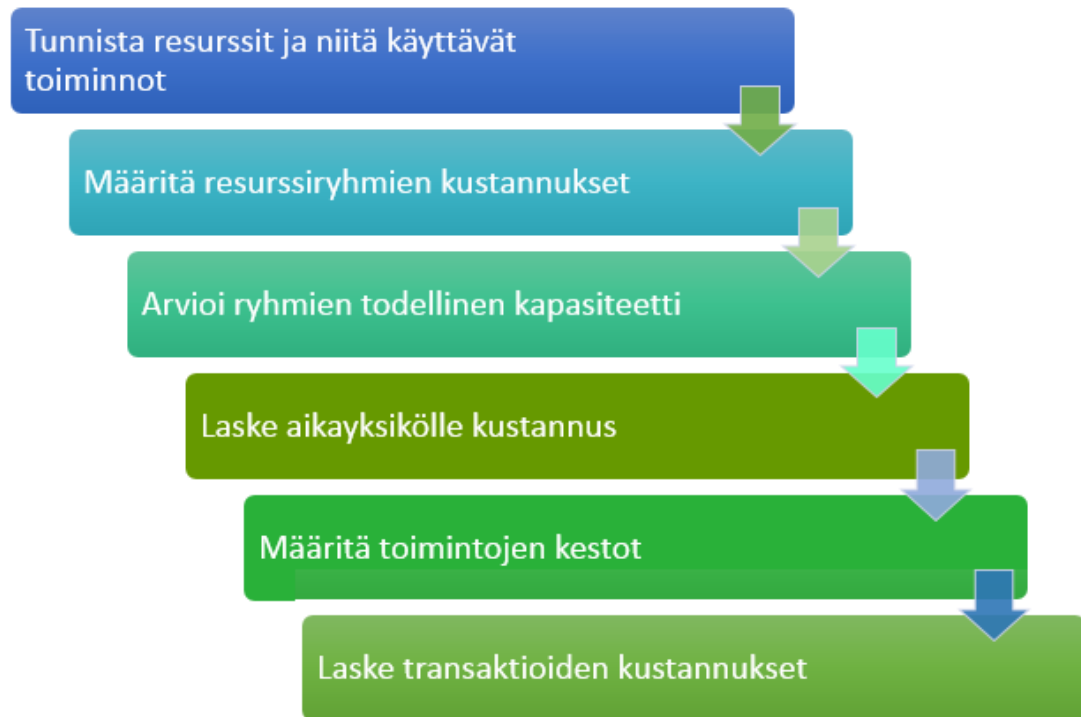 Tunnista resurssit ja niitä käyttävät
toiminnot
Määritä resurssiryhmien kustannukset
Arvioi ryhmien todellinen kapasiteetti
Laske aikayksikölle kustannus
Määritä toimintojen kestot
Laske transaktioiden kustannukset